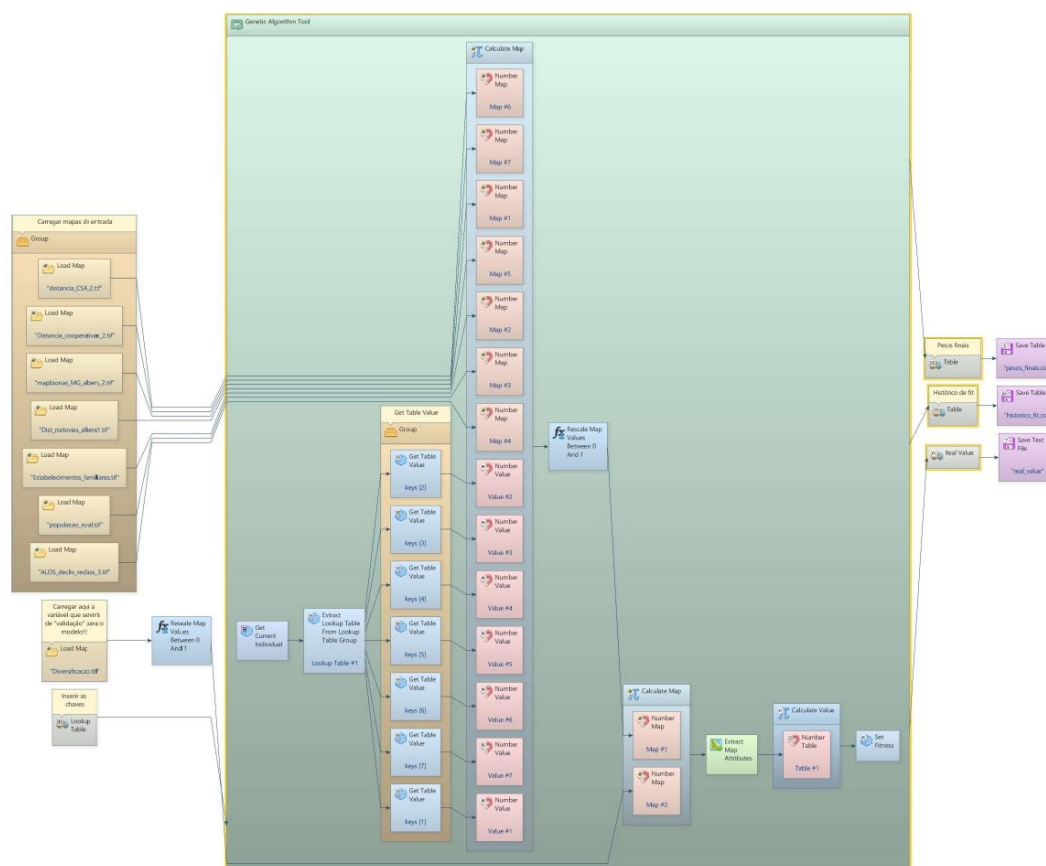 Genetic Algorithm Tool
Calculate Map
Number
Map
Map #6
Number
Map
Map #7
Number
Map
Map #1
Number
Map
Map #5
Number
Map
Map #2
Number
Map
Map #3
Number
Map
Map #4
Number
Value
Value #2
Number
Value
Value #3
Number
Value
Value #4
Number
Value
Value #5
Number
Value
Value #6
Number
Value
Value #7
Number
Value
Value #1
Carregar mapas de entrada
Group
Load Map
"distancia_CSA_2.tif"
Load Map
"Distancia_cooperativas_2.tif"
Load Map
Load Map
Load Map
"Estabelecimentos_familiares.tif"
Load Map
"populacao_rural.tif"
Load Map
"ALOS_decliv_reclass_3.tif"
Carregar aqui a
variável que servirá
de "validação" para o
modelo!!
Load Map
Rescale Map
Values
Between 0
And 1
Inserir as
chaves
Lookup
Table
Get
Current
Individual
Extract
Lookup Table
From Lookup
Table Group
Lookup Table #1
Get Table Value
Group
Get Table
Value
keys [2]
Get Table
Value
keys [3]
Get Table
Value
keys [4]
Get Table
Value
keys [5]
Get Table
Value
keys [6]
Get Table
Value
keys [7]
Get Table
Value
keys [1]
Rescale Map
Values
Between 0
And 1
Calculate Map
Number
Map
Map #1
Number
Map
Map #2
Extract
Map
Attributes
Calculate Value
Number
Table
Table #1
Set
Fitness
Pesos finais
Table
Save Table
"pesos_finais.cs
Histórico de fit
Table
Save Table
"historico_fit.cs
Real Value
Save Text
File
"real_value"